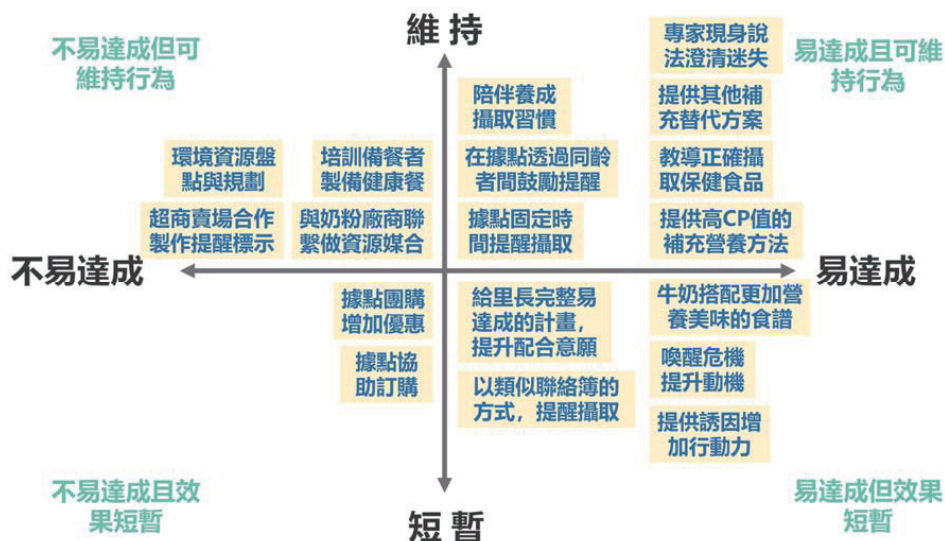 維持
不易達成但可
維持行為
易達成且可維
持行為
專家現身說
法澄清迷失
陪伴養成
攝取習慣
提供其他補
充替代方案
環境資源盤
點與規劃
培訓備餐者
製備健康餐
在據點透過同齡
者間鼓勵提醒
教導正確攝
取保健食品
超商賣場合作
製作提醒標示
與奶粉廠商聯
繫做資源媒合
據點固定時
間提醒攝取
提供高CP值的
補充營養方法
不易達成
易達成
據點團購
增加優惠
給里長完整易
達成的計畫,
提升配合意願
牛奶搭配更加營
養美味的食譜
據點協
助訂購
以類似聯絡簿的
方式,提醒攝取
喚醒危機
提升動機
提供誘因增
加行動力
不易達成且效
果短暫
易達成但效果
短暫
短暫